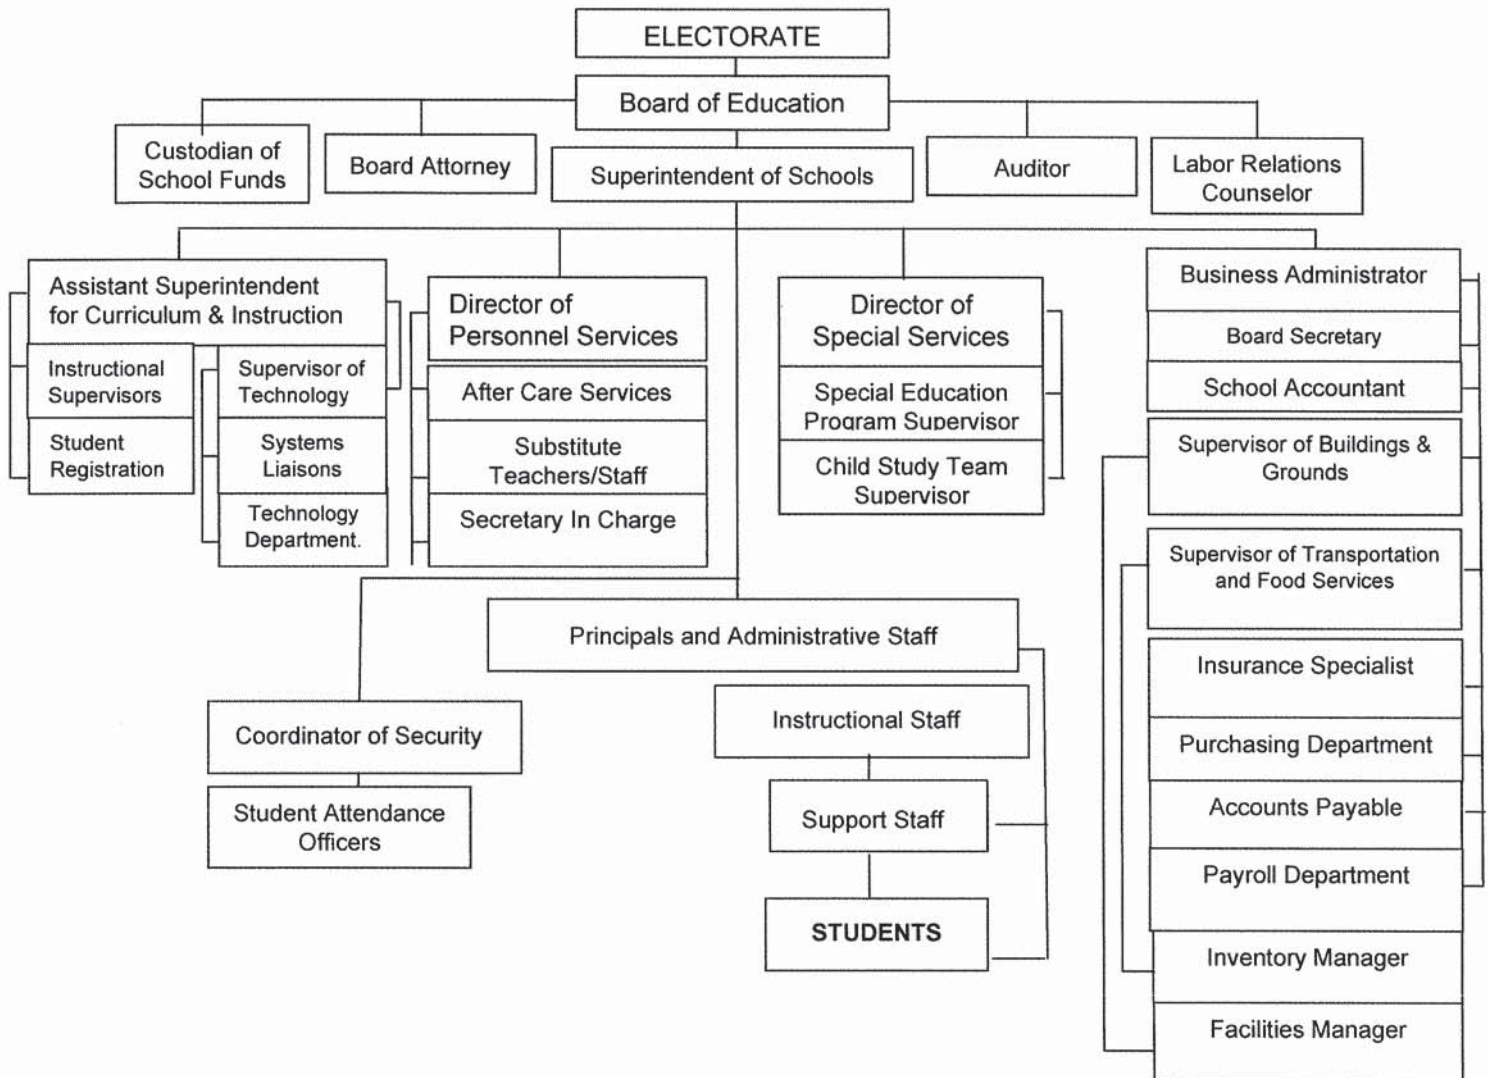 ELECTORATE
Board of Education
Custodian of
School Funds
Board Attorney
Superintendent of Schools
Auditor
Labor Relations
Counselor
Assistant Superintendent
for Curriculum & Instruction
Instructional
Supervisors
Student
Registration
Supervisor of
Technology
Systems
Liaisons
Technology
Department.
Director of
Personnel Services
After Care Services
Substitute
Teachers/Staff
Secretary In Charge
Director of
Special Services
Special Education
Program Supervisor
Child Study Team
Supervisor
Business Administrator
Board Secretary
School Accountant
Supervisor of Buildings &
Grounds
Supervisor of Transportation
and Food Services
Insurance Specialist
Purchasing Department
Accounts Payable
Payroll Department
Inventory Manager
Facilities Manager
Principals and Administrative Staff
Instructional Staff
Support Staff
STUDENTS
Coordinator of Security
Student Attendance
Officers